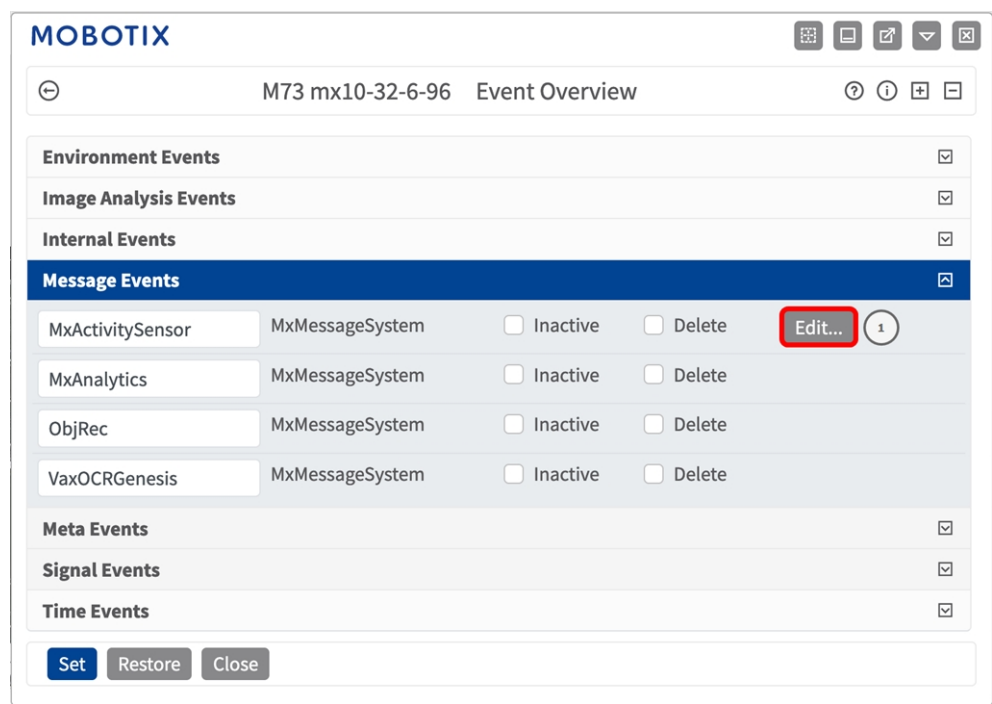 MOBOTIX
M73 mx10-32-6-96 Event Overview
Environment Events
Image Analysis Events
Internal Events
Message Events
MxActivitySensor MxMessageSystem Inactive Delete Edit... 1
MxAnalytics MxMessageSystem Inactive Delete
ObjRec MxMessageSystem Inactive Delete
VaxOCRGenesis MxMessageSystem Inactive Delete
Meta Events
Signal Events
Time Events
Set Restore Close